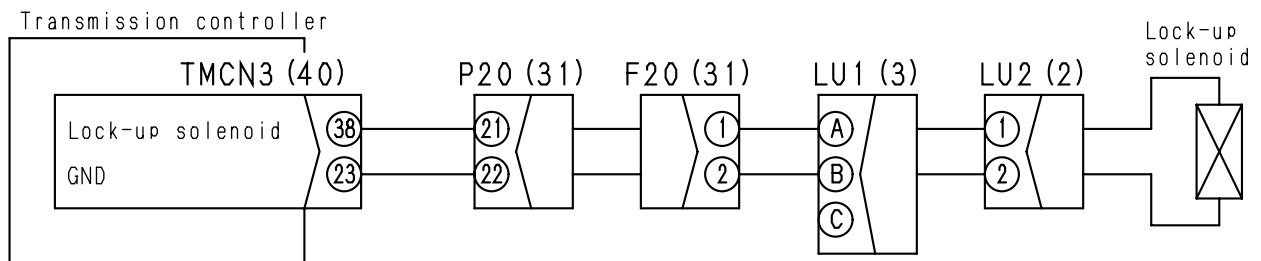 Transmission controller
Lock-up
solenoid
TMCN3 (40) P20 (31) F20 (31) LU1 (3) LU2 (2)
Lock-up solenoid 38 21 1 A 1
GND 23 22 2 B 2
C